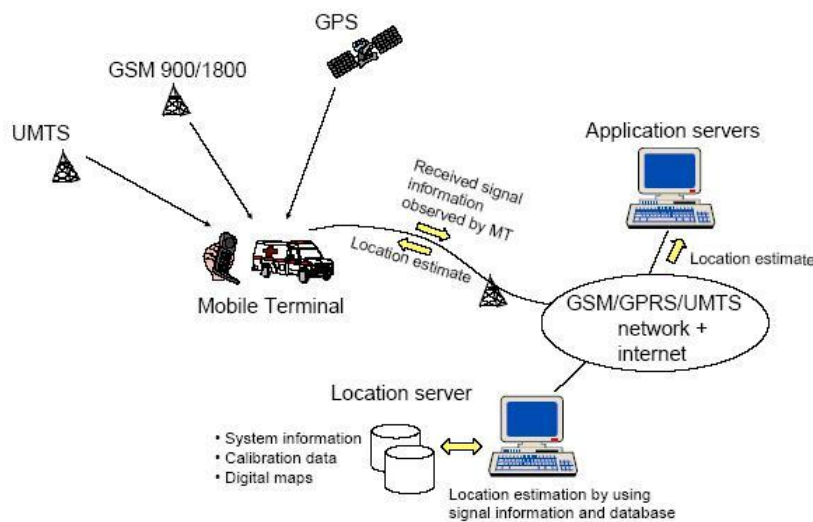 GPS
GSM 900/1800
UMTS
Application servers
Received signal
information
observed by MT
Location estimate
Location estimate
Mobile Terminal
GSM/GPRS/UMTS
network +
internet
Location server
• System information
• Calibration data
• Digital maps
Location estimation by using
signal information and database